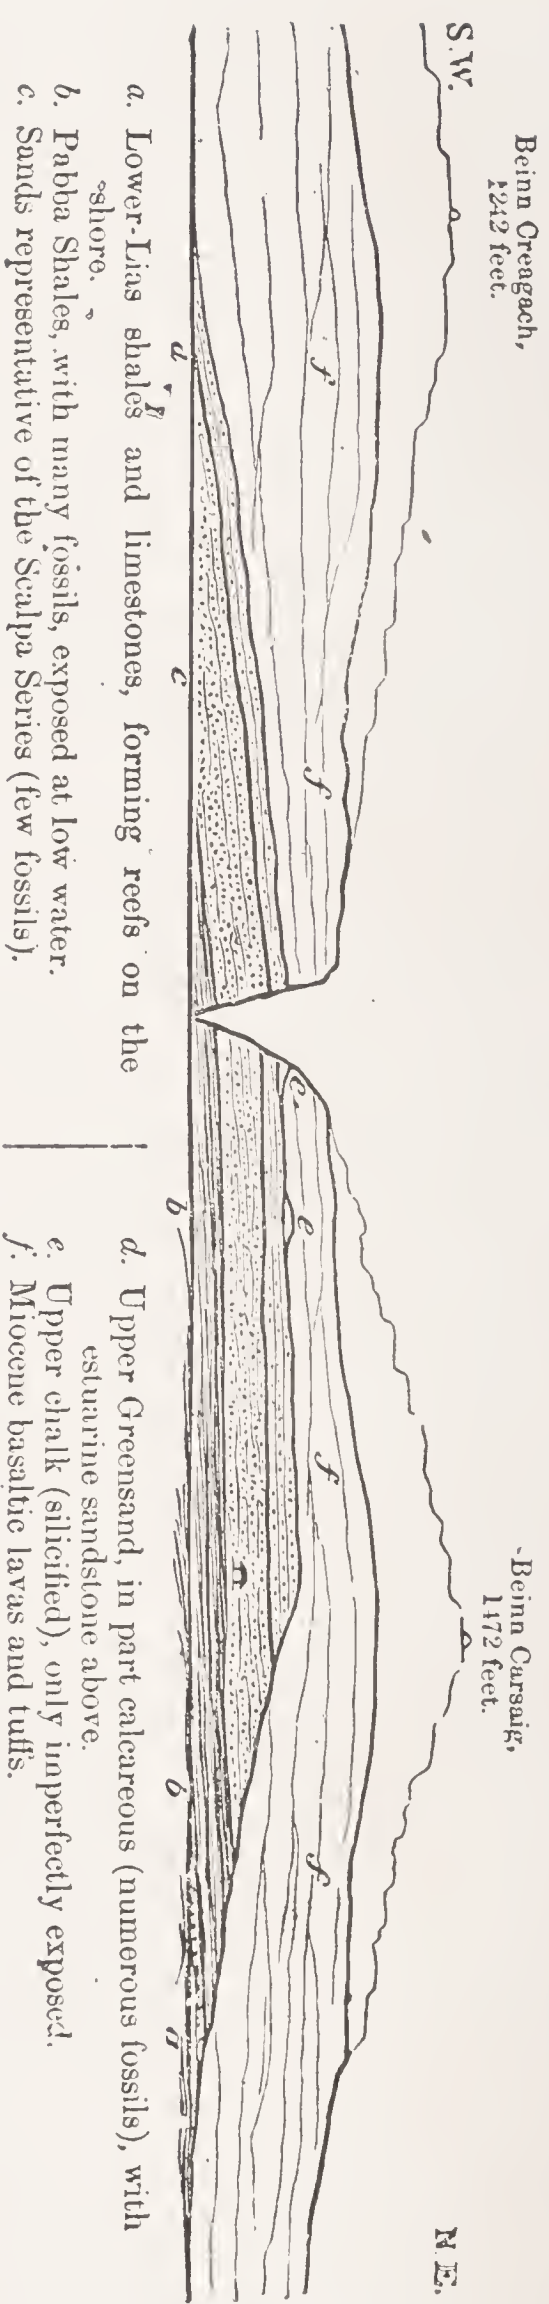 Beinn Creagach,
1242 feet.
Beinn Carsaig,
1472 feet.
S.W.
N.E.
f
f
e.
e
f
f
d
c
b
b
a
a. Lower-Lias shales and limestones, forming reefs on the
shore.
b. Pabba Shales, with many fossils, exposed at low water.
c. Sands representative of the Scalpa Series (few fossils).
d. Upper Greensand, in part calcareous (numerous fossils), with
estuarine sandstone above.
e. Upper chalk (silicified), only imperfectly exposed.
f. Miocene basaltic lavas and tuffs.